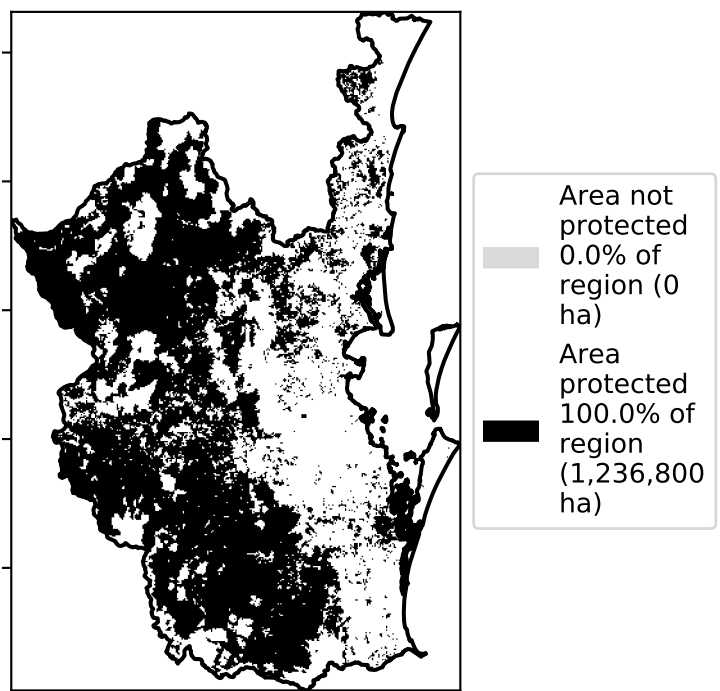 Area not
protected
0.0% of
region (0
ha)
Area
protected
100.0% of
region
(1,236,800
ha)